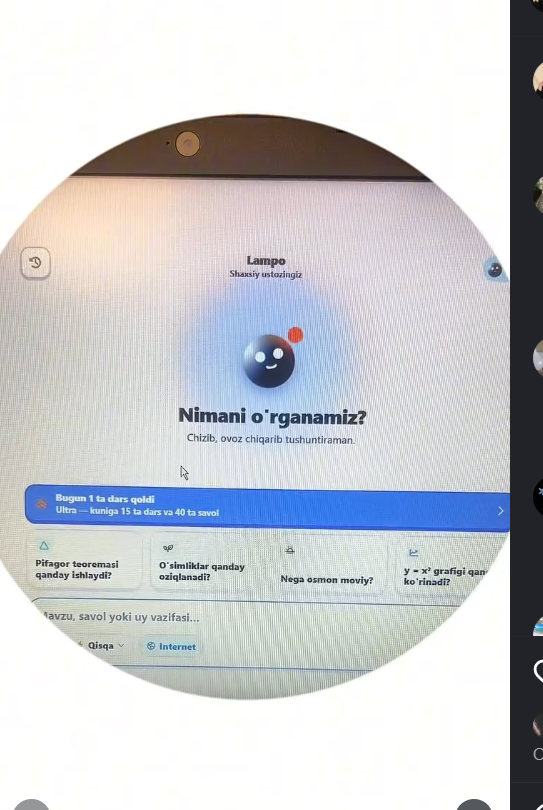 Lampo
Shaxsiy ustozingiz
Nimani o'rganamiz?
Chizib, ovoz chiqarib tushuntiraman.
Bugun 1 ta dars qoldi
Ultra — kuniga 15 ta dars va 40 ta savol
Pifagor teoremasi
qanday ishlaydi?
O'simliklar qanday
oziqlanadi?
Nega osmon moviy?
y = x² grafigi
ko'rinadi?
savol yoki uy vazifasi...
Qisqa
Internet